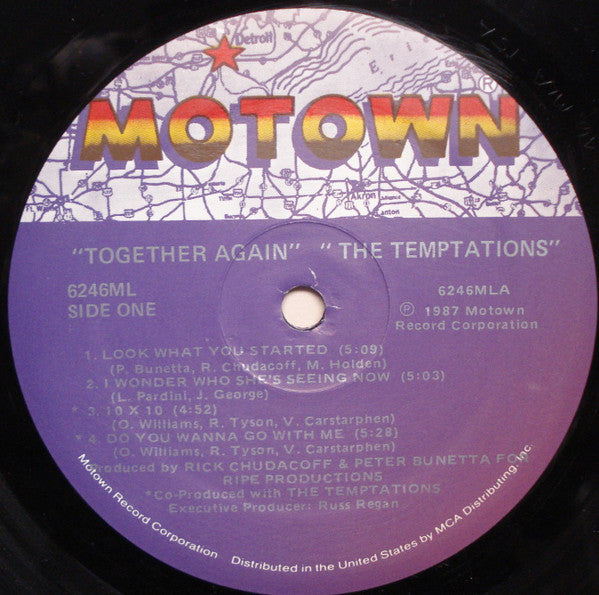 Detroit
Erie
MOTOWN®
Akron
Canton
"TOGETHER AGAIN" " THE TEMPTATIONS"
6246ML
SIDE ONE
6246MLA
℗ 1987 Motown
Record Corporation
1. LOOK WHAT YOU STARTED (5:09)
(P. Bunetta, R. Chudacoff, M. Holden)
2. I WONDER WHO SHE'S SEEING NOW (5:03)
(L. Pardini, J. George)
* 3. 10 X 10 (4:52)
(O. Williams, R. Tyson, V. Carstarphen)
* 4. DO YOU WANNA GO WITH ME (5:28)
(O. Williams, R. Tyson, V. Carstarphen)
Produced by RICK CHUDACOFF & PETER BUNETTA FOR
RIPE PRODUCTIONS
*Co-Produced with THE TEMPTATIONS
Executive Producer: Russ Regan
Motown Record Corporation Distributed in the United States by MCA Distributing, Inc.